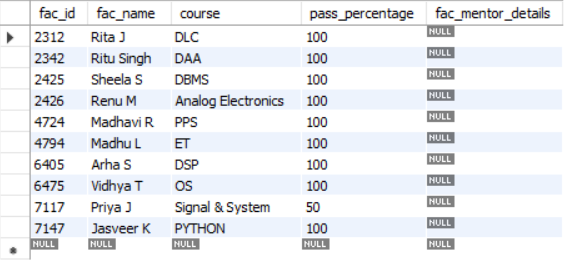 fac_id fac_name course pass_percentage fac_mentor_details
2312 Rita J DLC 100 NULL
2342 Ritu Singh DAA 100 NULL
2425 Sheela S DBMS 100 NULL
2426 Renu M Analog Electronics 100 NULL
4724 Madhavi R PPS 100 NULL
4794 Madhu L ET 100 NULL
6405 Arha S DSP 100 NULL
6475 Vidhya T OS 100 NULL
7117 Priya J Signal & System 50 NULL
7147 Jasveer K PYTHON 100 NULL
NULL NULL NULL NULL NULL